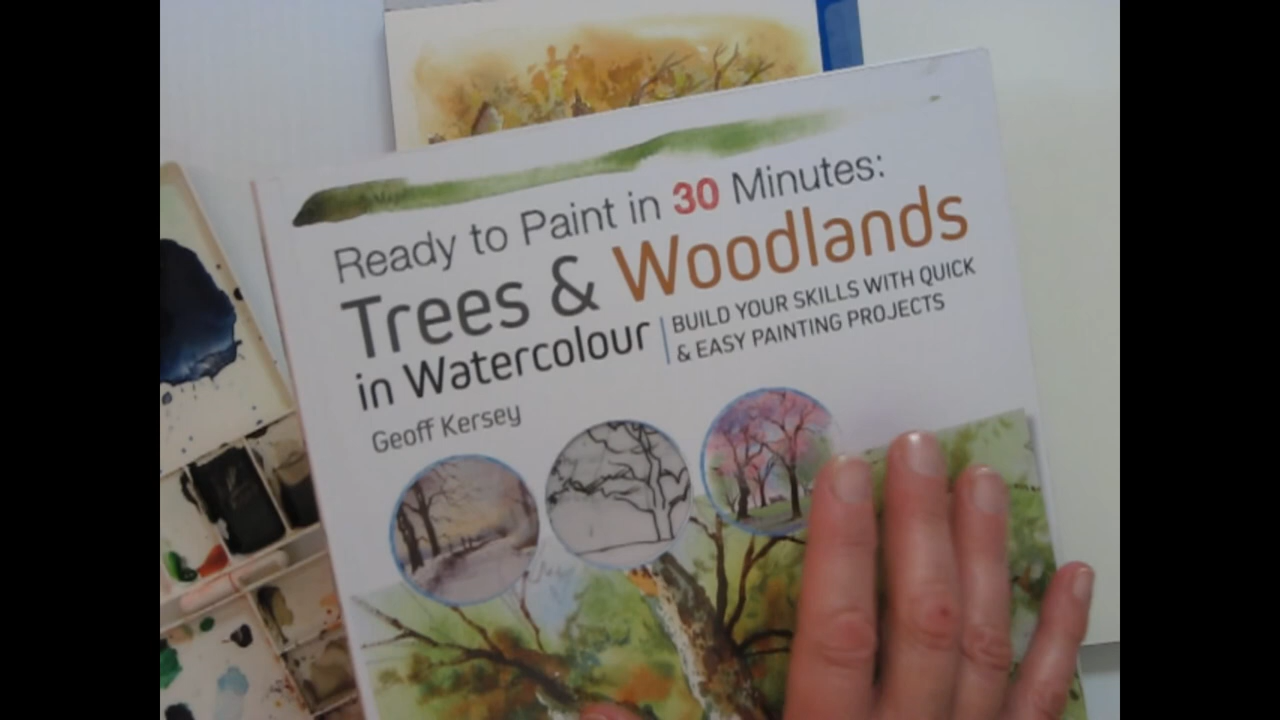 Ready to Paint in 30 Minutes:
Trees & Woodlands
in Watercolour
BUILD YOUR SKILLS WITH QUICK
& EASY PAINTING PROJECTS
Geoff Kersey